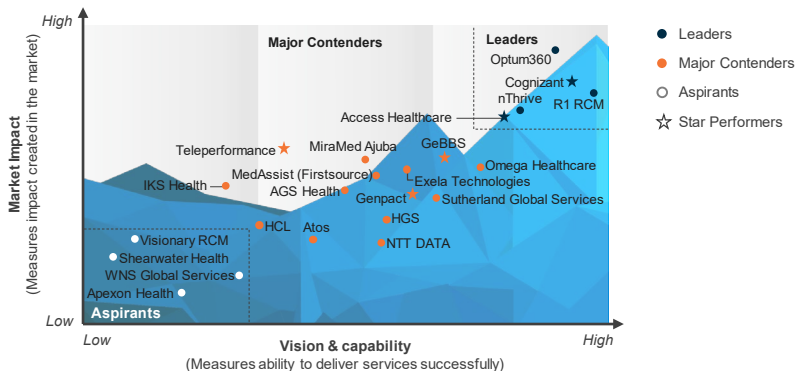 High
Major Contenders
Leaders
Optum360
Cognizant
nThrive
R1 RCM
Access Healthcare
GeBBS
MiraMed Ajuba
Teleperformance
MedAssist (Firstsource)
Omega Healthcare
IKS Health
AGS Health
Exela Technologies
Genpact
Sutherland Global Services
HCL
Atos
HGS
NTT DATA
Visionary RCM
Shearwater Health
WNS Global Services
Apexon Health
Aspirants
Low
Market Impact
(Measures impact created in the market)
Low
High
Vision & capability
(Measures ability to deliver services successfully)
Leaders
Major Contenders
Aspirants
Star Performers